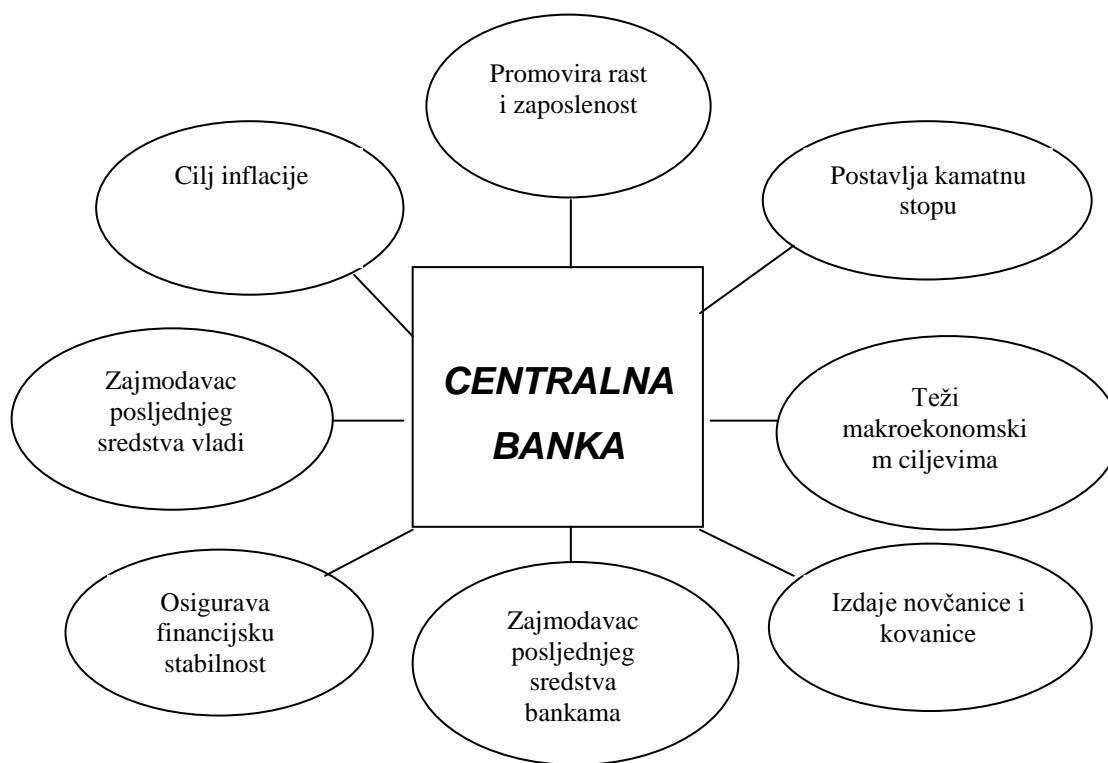 Promovira rast
i zaposlenost
Cilj inflacije
Postavlja kamatnu
stopu
CENTRALNA
BANKA
Zajmodavac
posljednjeg
sredstva vladi
Teži
makroekonomski
m ciljevima
Osigurava
financijsku
stabilnost
Zajmodavac
posljednjeg
sredstva
bankama
Izdaje novčanice i
kovanice